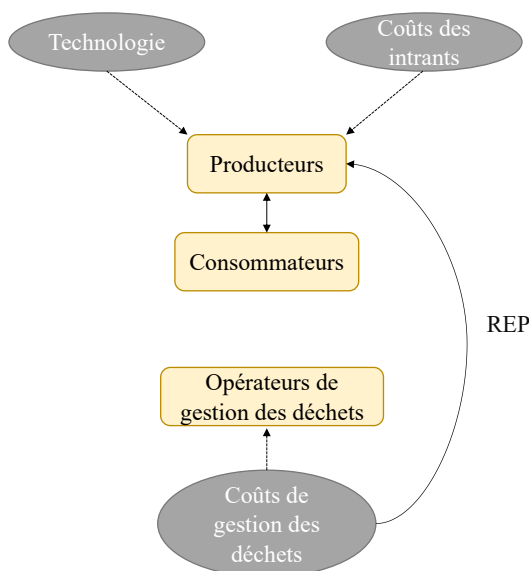 Technologie
Coûts des
intrants
Producteurs
Consommateurs
REP
Opérateurs de
gestion des déchets
Coûts de
gestion des
déchets